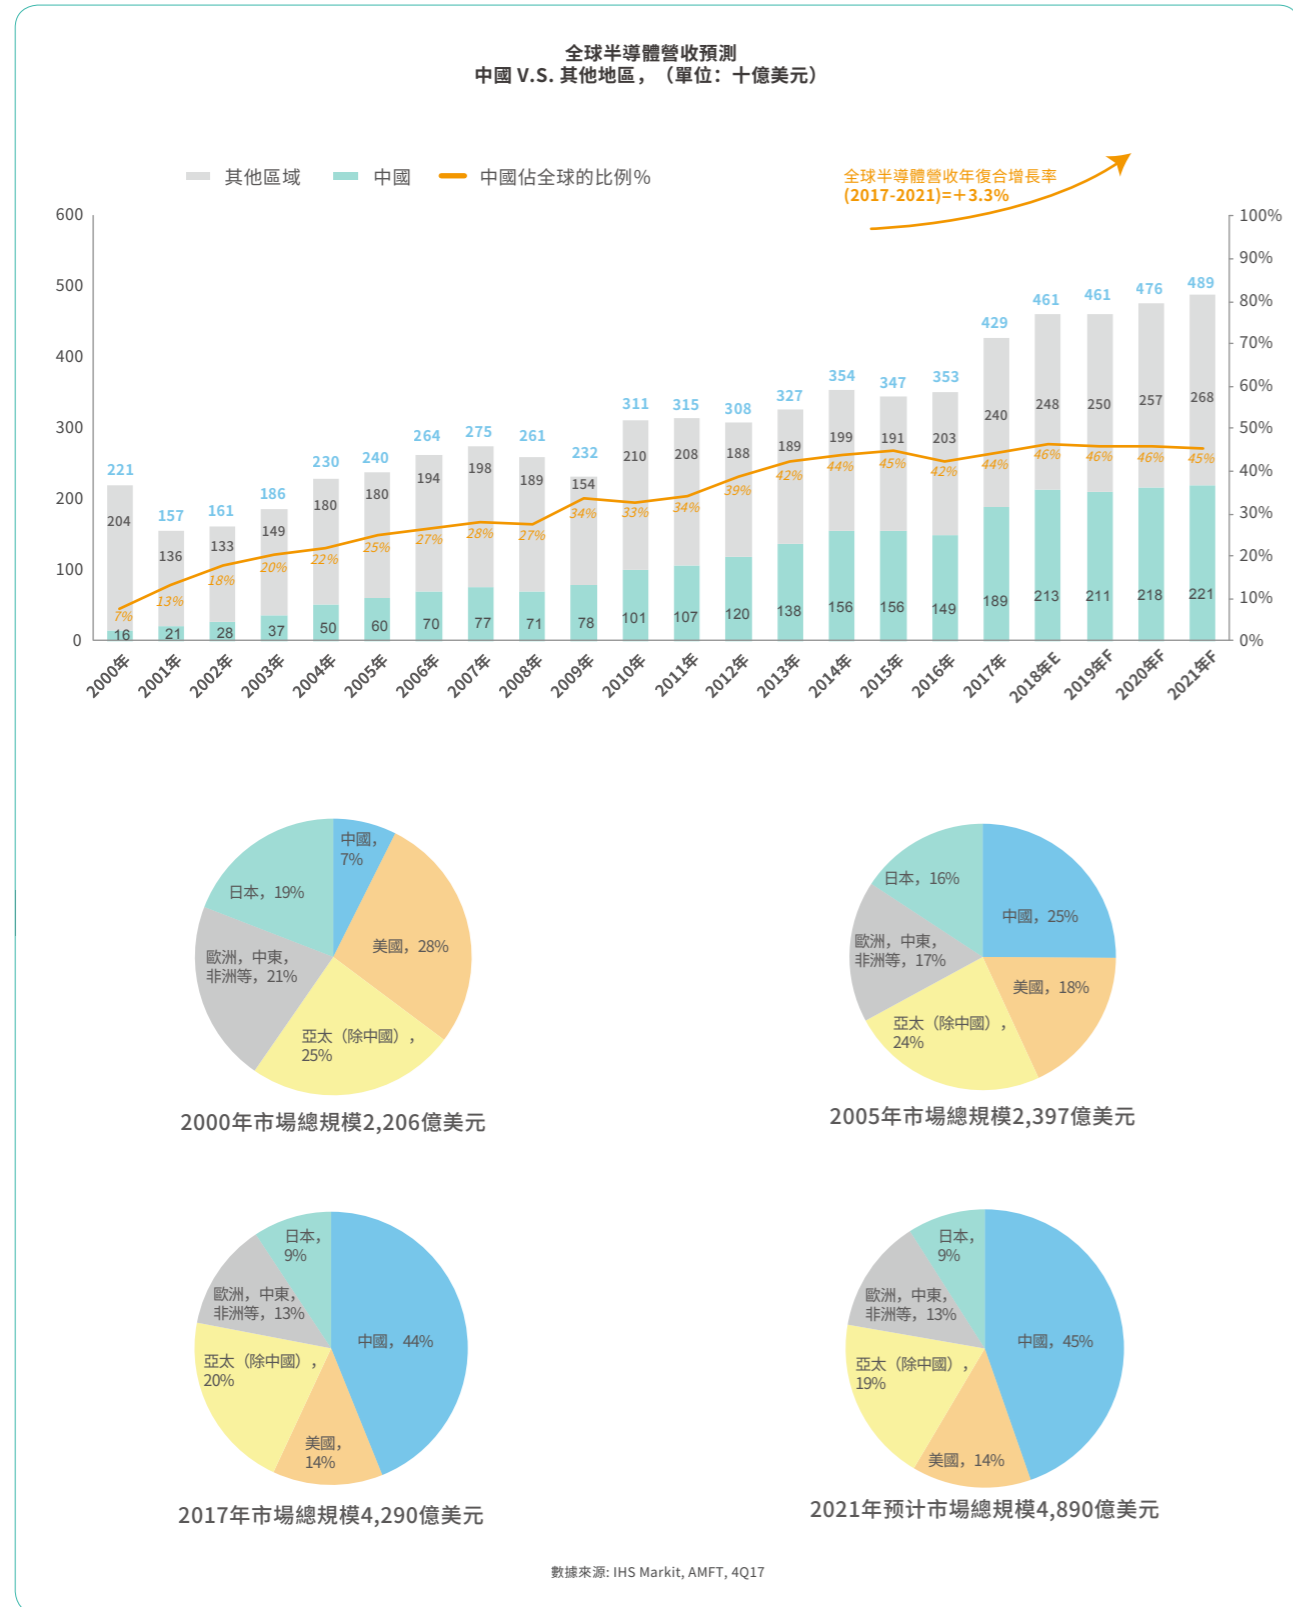 全球半導體營收預測
中國 V.S. 其他地區，（單位：十億美元）
其他區域 中國 中國佔全球的比例%
全球半導體營收年復合增長率
(2017-2021)=＋3.3%
600
500
400
300
200
100
0
100%
90%
80%
70%
60%
50%
40%
30%
20%
10%
0%
221 157 161 186 230 240 264 275 261 232 311 315 308 327 354 347 353 429 461 461 476 489
204 136 133 149 180 180 194 198 189 154 210 208 188 189 199 191 203 240 248 250 257 268
7% 13% 18% 20% 22% 25% 27% 28% 27% 34% 33% 34% 39% 42% 44% 45% 42% 44% 46% 46% 46% 45%
16 21 28 37 50 60 70 77 71 78 101 107 120 138 156 156 149 189 213 211 218 221
2000年 2001年 2002年 2003年 2004年 2005年 2006年 2007年 2008年 2009年 2010年 2011年 2012年 2013年 2014年 2015年 2016年 2017年 2018年E 2019年F 2020年F 2021年F
中國，
7%
美國，28%
亞太（除中國），
25%
歐洲，中東，
非洲等，21%
日本，19%
2000年市場總規模2,206億美元
中國，25%
美國，18%
亞太（除中國），
24%
歐洲，中東，
非洲等，17%
日本，16%
2005年市場總規模2,397億美元
中國，44%
美國，
14%
亞太（除中國），
20%
歐洲，中東，
非洲等，13%
日本，
9%
2017年市場總規模4,290億美元
中國，45%
美國，14%
亞太（除中國），
19%
歐洲，中東，
非洲等，13%
日本，
9%
2021年预计市場總規模4,890億美元
數據來源: IHS Markit, AMFT, 4Q17